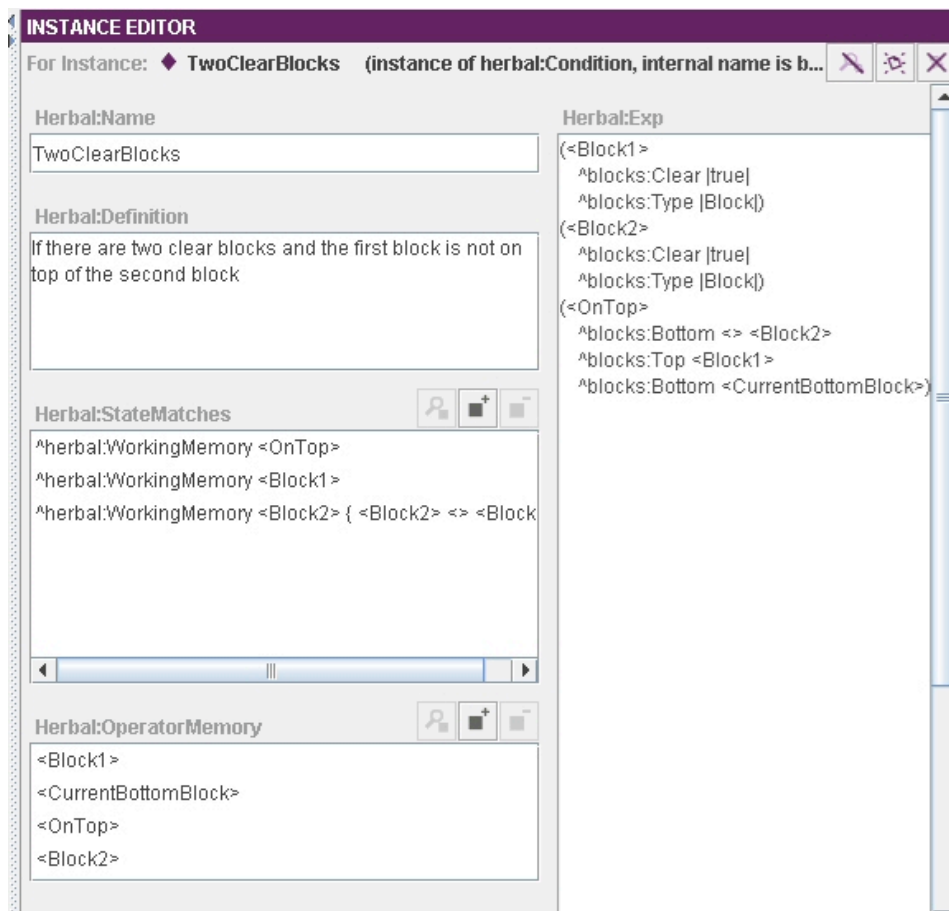 INSTANCE EDITOR
For Instance: ◆ TwoClearBlocks (instance of herbal:Condition, internal name is b...
Herbal:Name
TwoClearBlocks
Herbal:Definition
If there are two clear blocks and the first block is not on
top of the second block
Herbal:StateMatches
^herbal:WorkingMemory <OnTop>
^herbal:WorkingMemory <Block1>
^herbal:WorkingMemory <Block2> { <Block2> <> <Block
Herbal:OperatorMemory
<Block1>
<CurrentBottomBlock>
<OnTop>
<Block2>
Herbal:Exp
(<Block1>
^blocks:Clear |true|
^blocks:Type |Block|)
(<Block2>
^blocks:Clear |true|
^blocks:Type |Block|)
(<OnTop>
^blocks:Bottom <> <Block2>
^blocks:Top <Block1>
^blocks:Bottom <CurrentBottomBlock>)